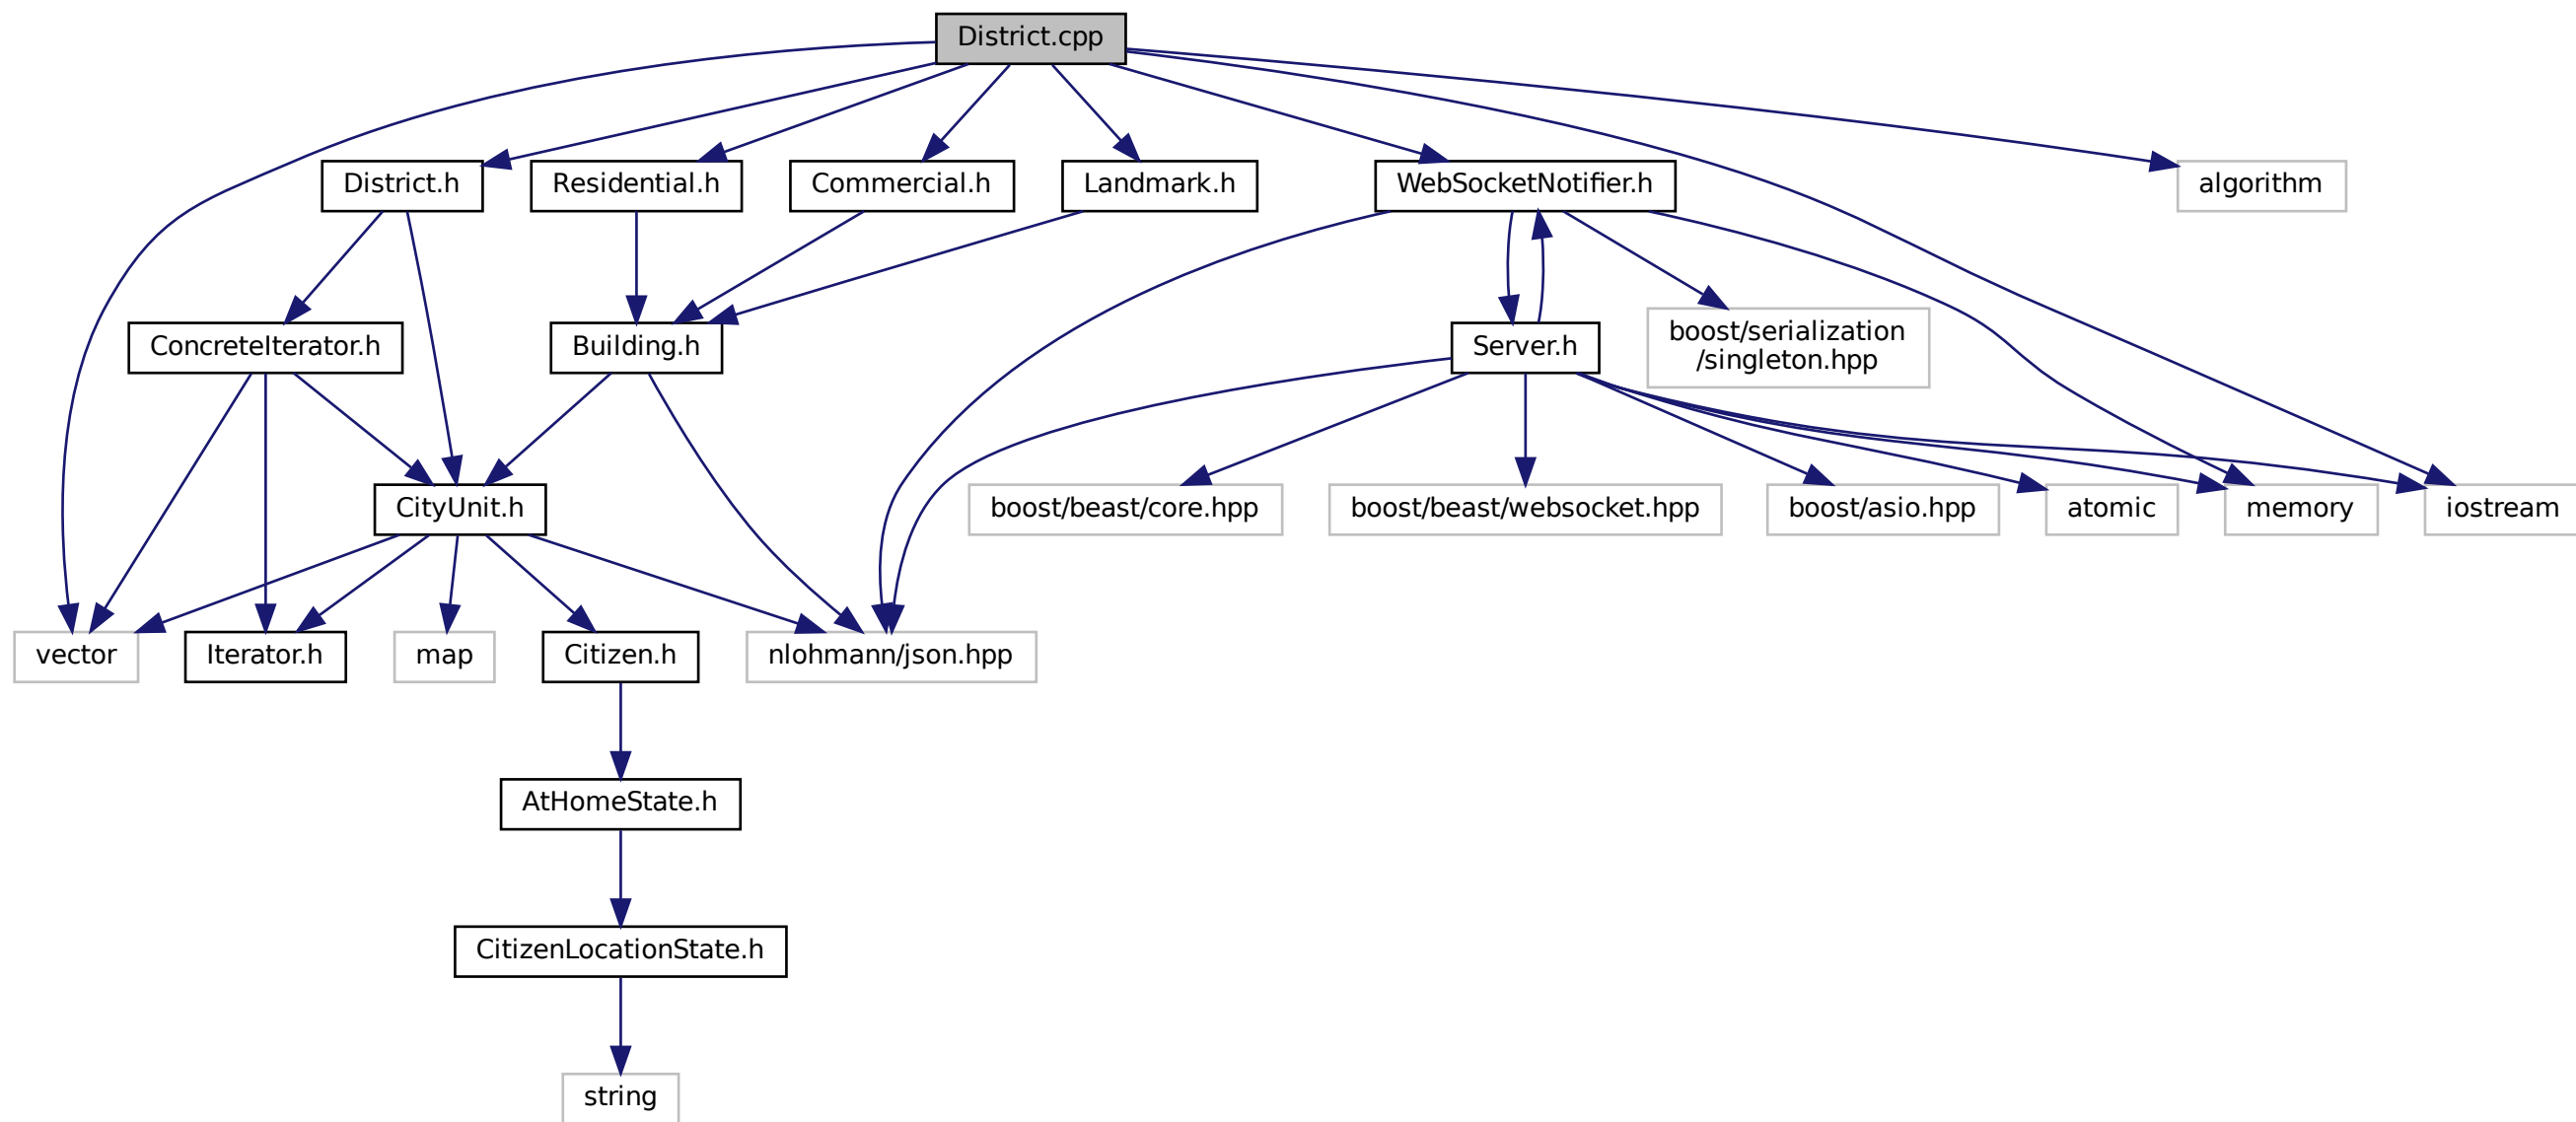 District.cpp
District.h
Residential.h
Commercial.h
Landmark.h
WebSocketNotifier.h
algorithm
ConcreteIterator.h
Building.h
Server.h
boost/serialization
/singleton.hpp
CityUnit.h
boost/beast/core.hpp
boost/beast/websocket.hpp
boost/asio.hpp
atomic
memory
iostream
vector
Iterator.h
map
Citizen.h
nlohmann/json.hpp
AtHomeState.h
CitizenLocationState.h
string